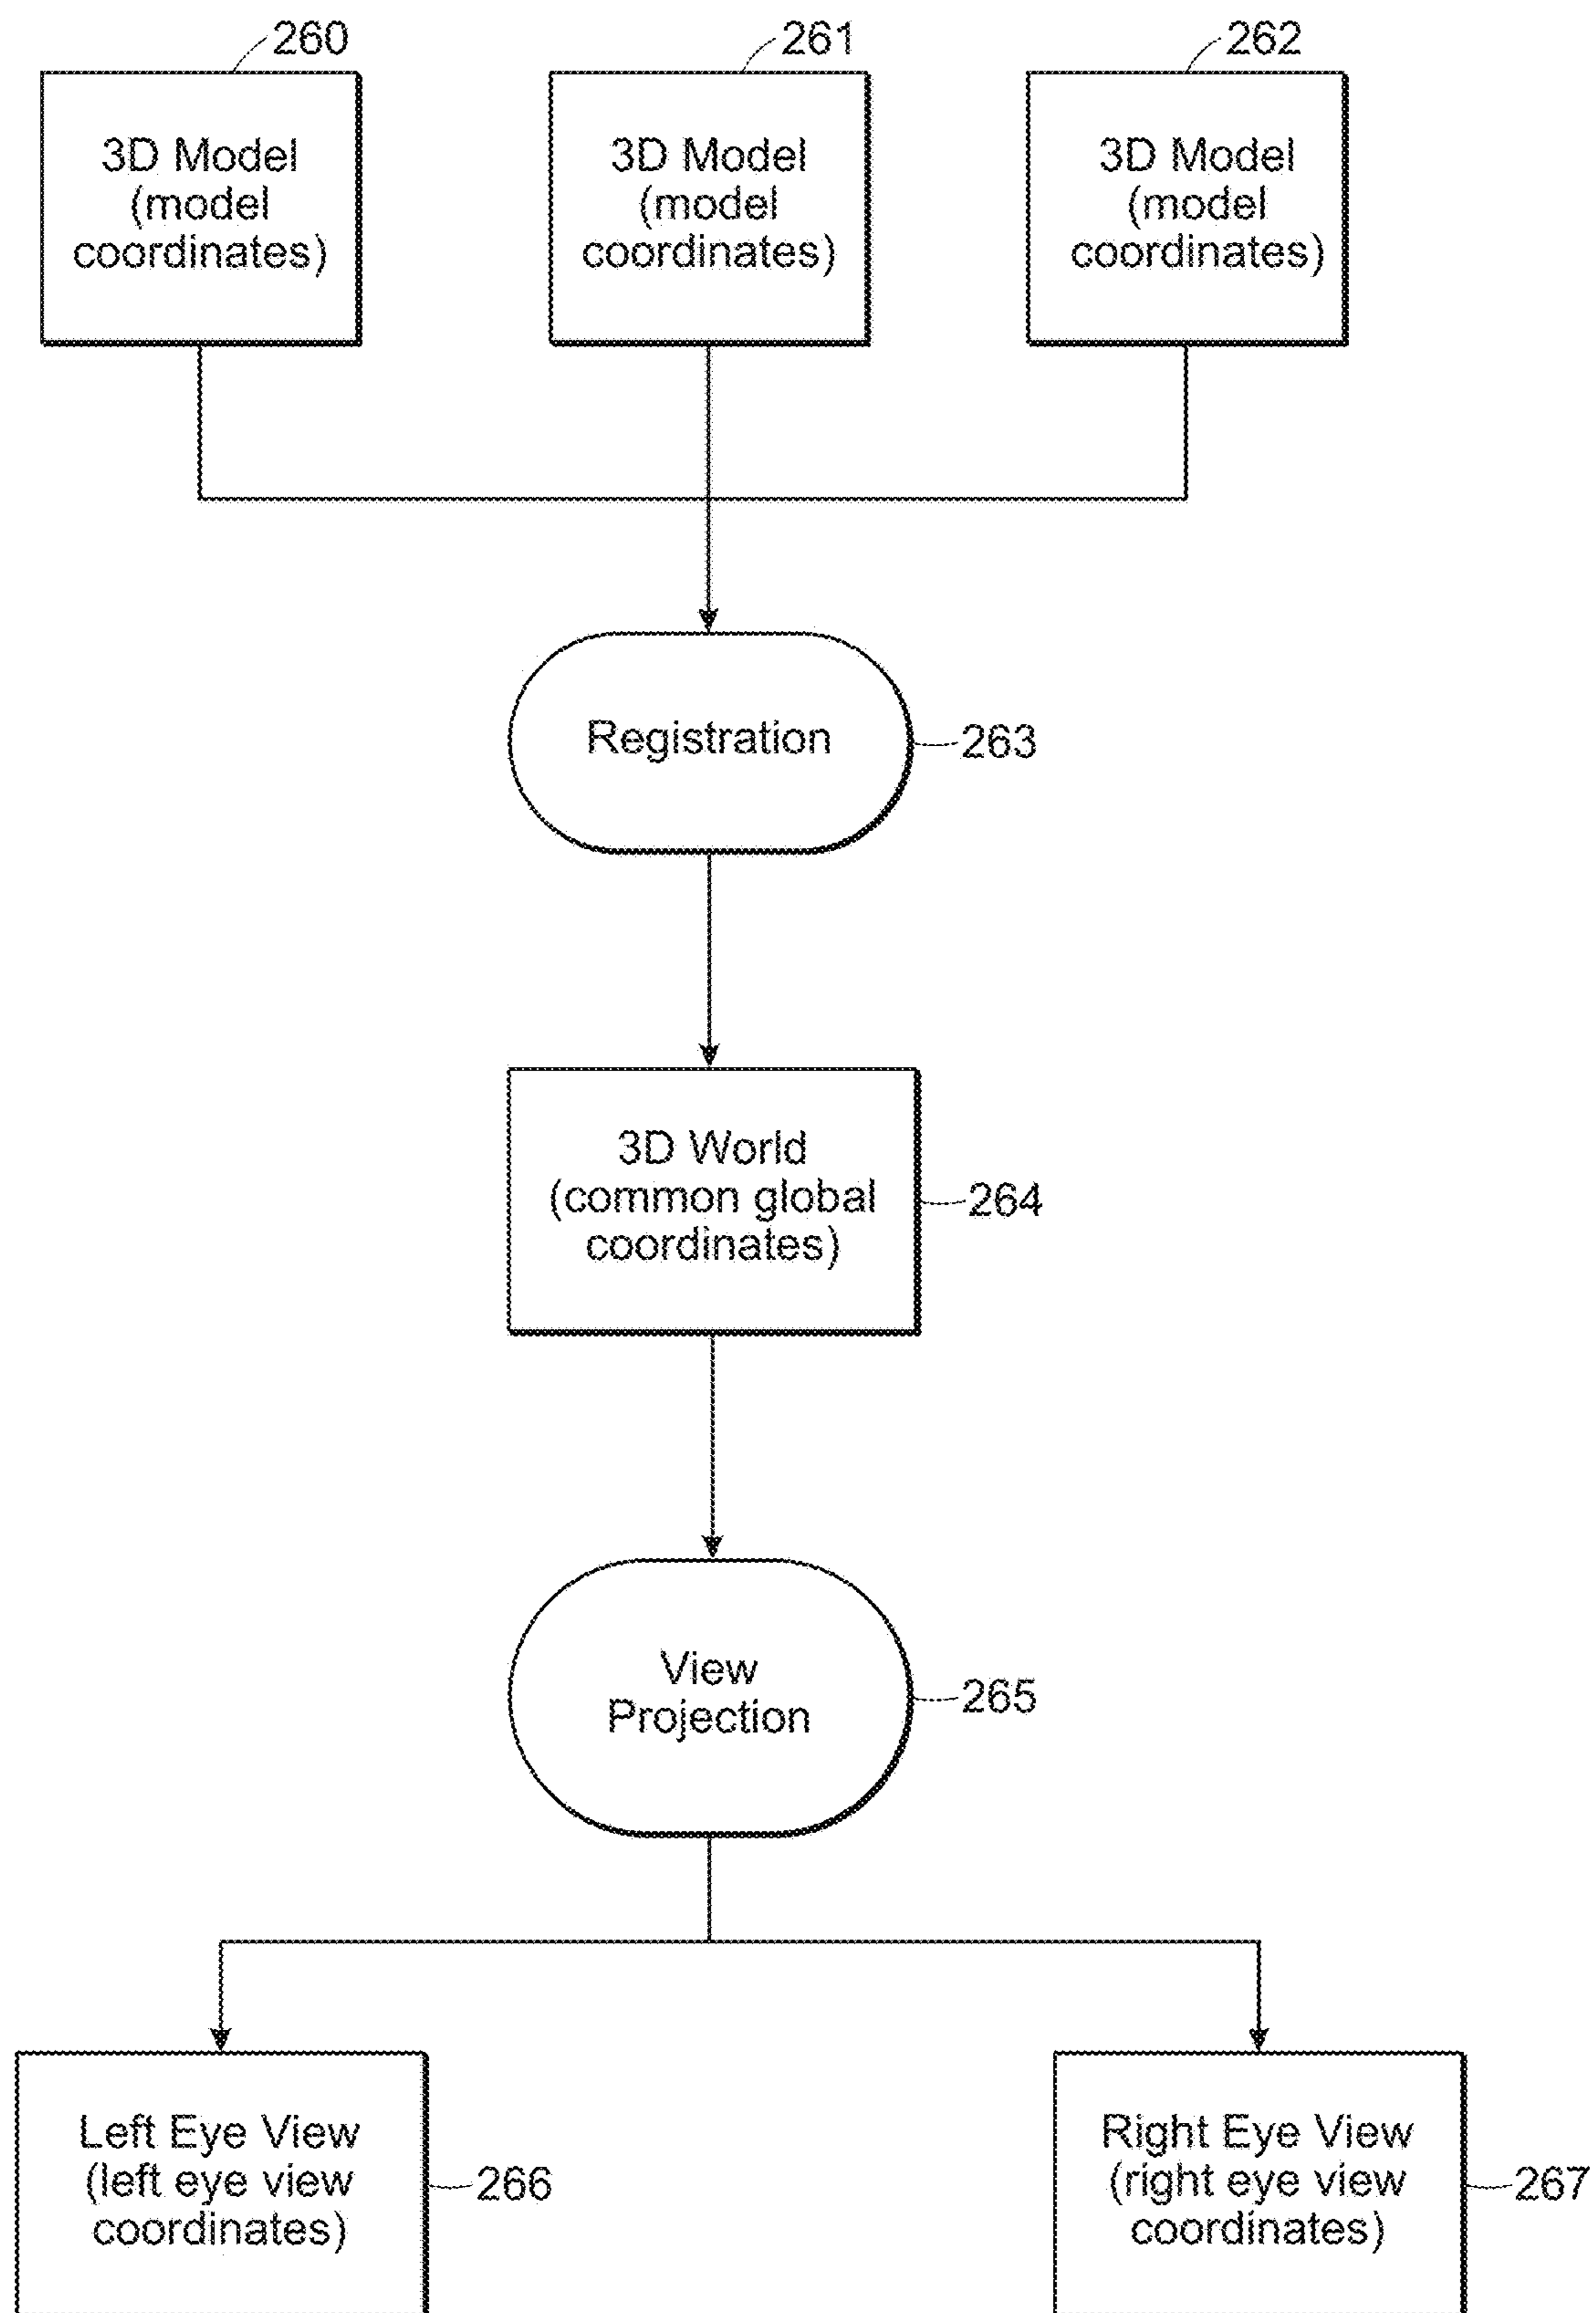 260
261
262
3D Model
(model
coordinates)
3D Model
(model
coordinates)
3D Model
(model
coordinates)
Registration
263
3D World
(common global
coordinates)
264
View
Projection
265
Left Eye View
(left eye view
coordinates)
266
Right Eye View
(right eye view
coordinates)
267